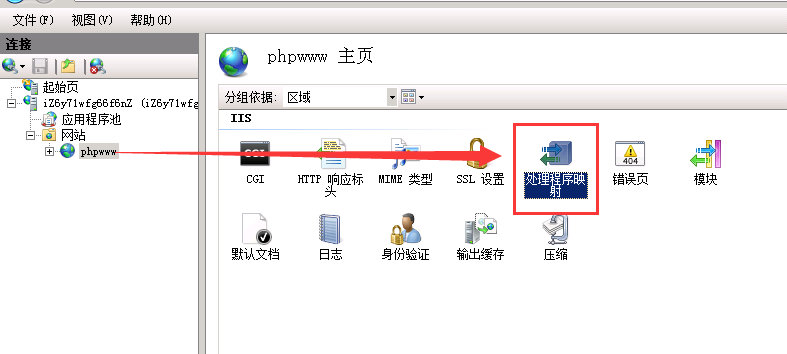 文件(F) 视图(V) 帮助(H)
连接
起始页
iZ6y71wfg66f6nZ (iZ6y71wfg
应用程序池
网站
phpwww
phpwww 主页
分组依据: 区域
IIS
CGI
HTTP 响应标
头
MIME 类型
SSL 设置
处理程序映
射
404
错误页
模块
默认文档
日志
身份验证
输出缓存
压缩